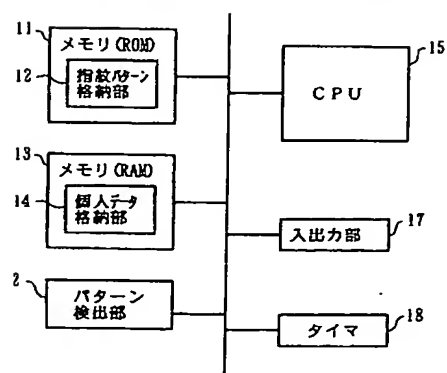 11
メモリ(ROM)
12
指紋パターン
格納部
13
メモリ(RAM)
14
個人データ
格納部
2
パターン
検出部
15
CPU
入出力部
17
タイマ
18